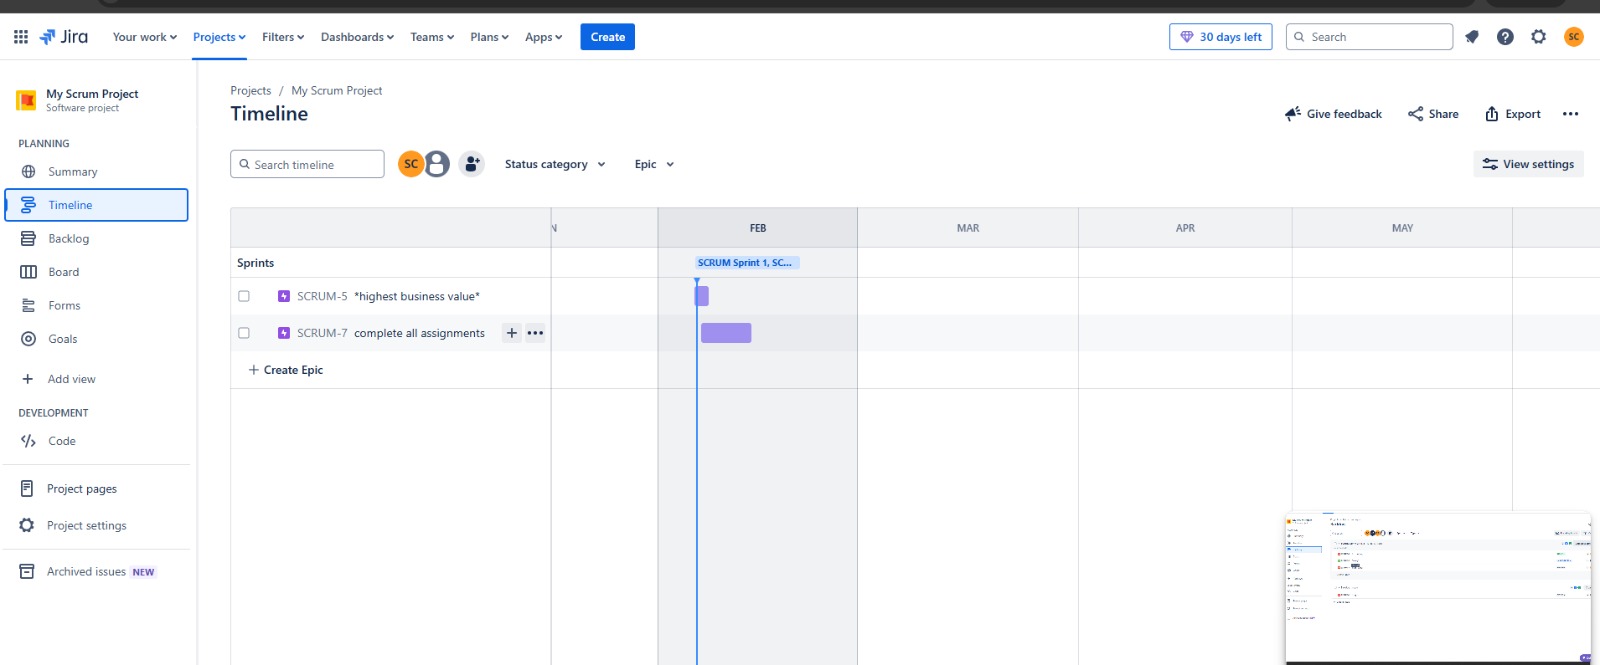 Jira
Your work
Projects
Filters
Dashboards
Teams
Plans
Apps
Create
30 days left
Search
SC
My Scrum Project
Software project
PLANNING
Summary
Timeline
Backlog
Board
Forms
Goals
Add view
DEVELOPMENT
Code
Project pages
Project settings
Archived issues NEW
Projects / My Scrum Project
Timeline
Give feedback
Share
Export
Search timeline
SC
Status category
Epic
View settings
N
FEB
MAR
APR
MAY
Sprints
SCRUM Sprint 1, SC...
SCRUM-5 *highest business value*
SCRUM-7 complete all assignments
Create Epic